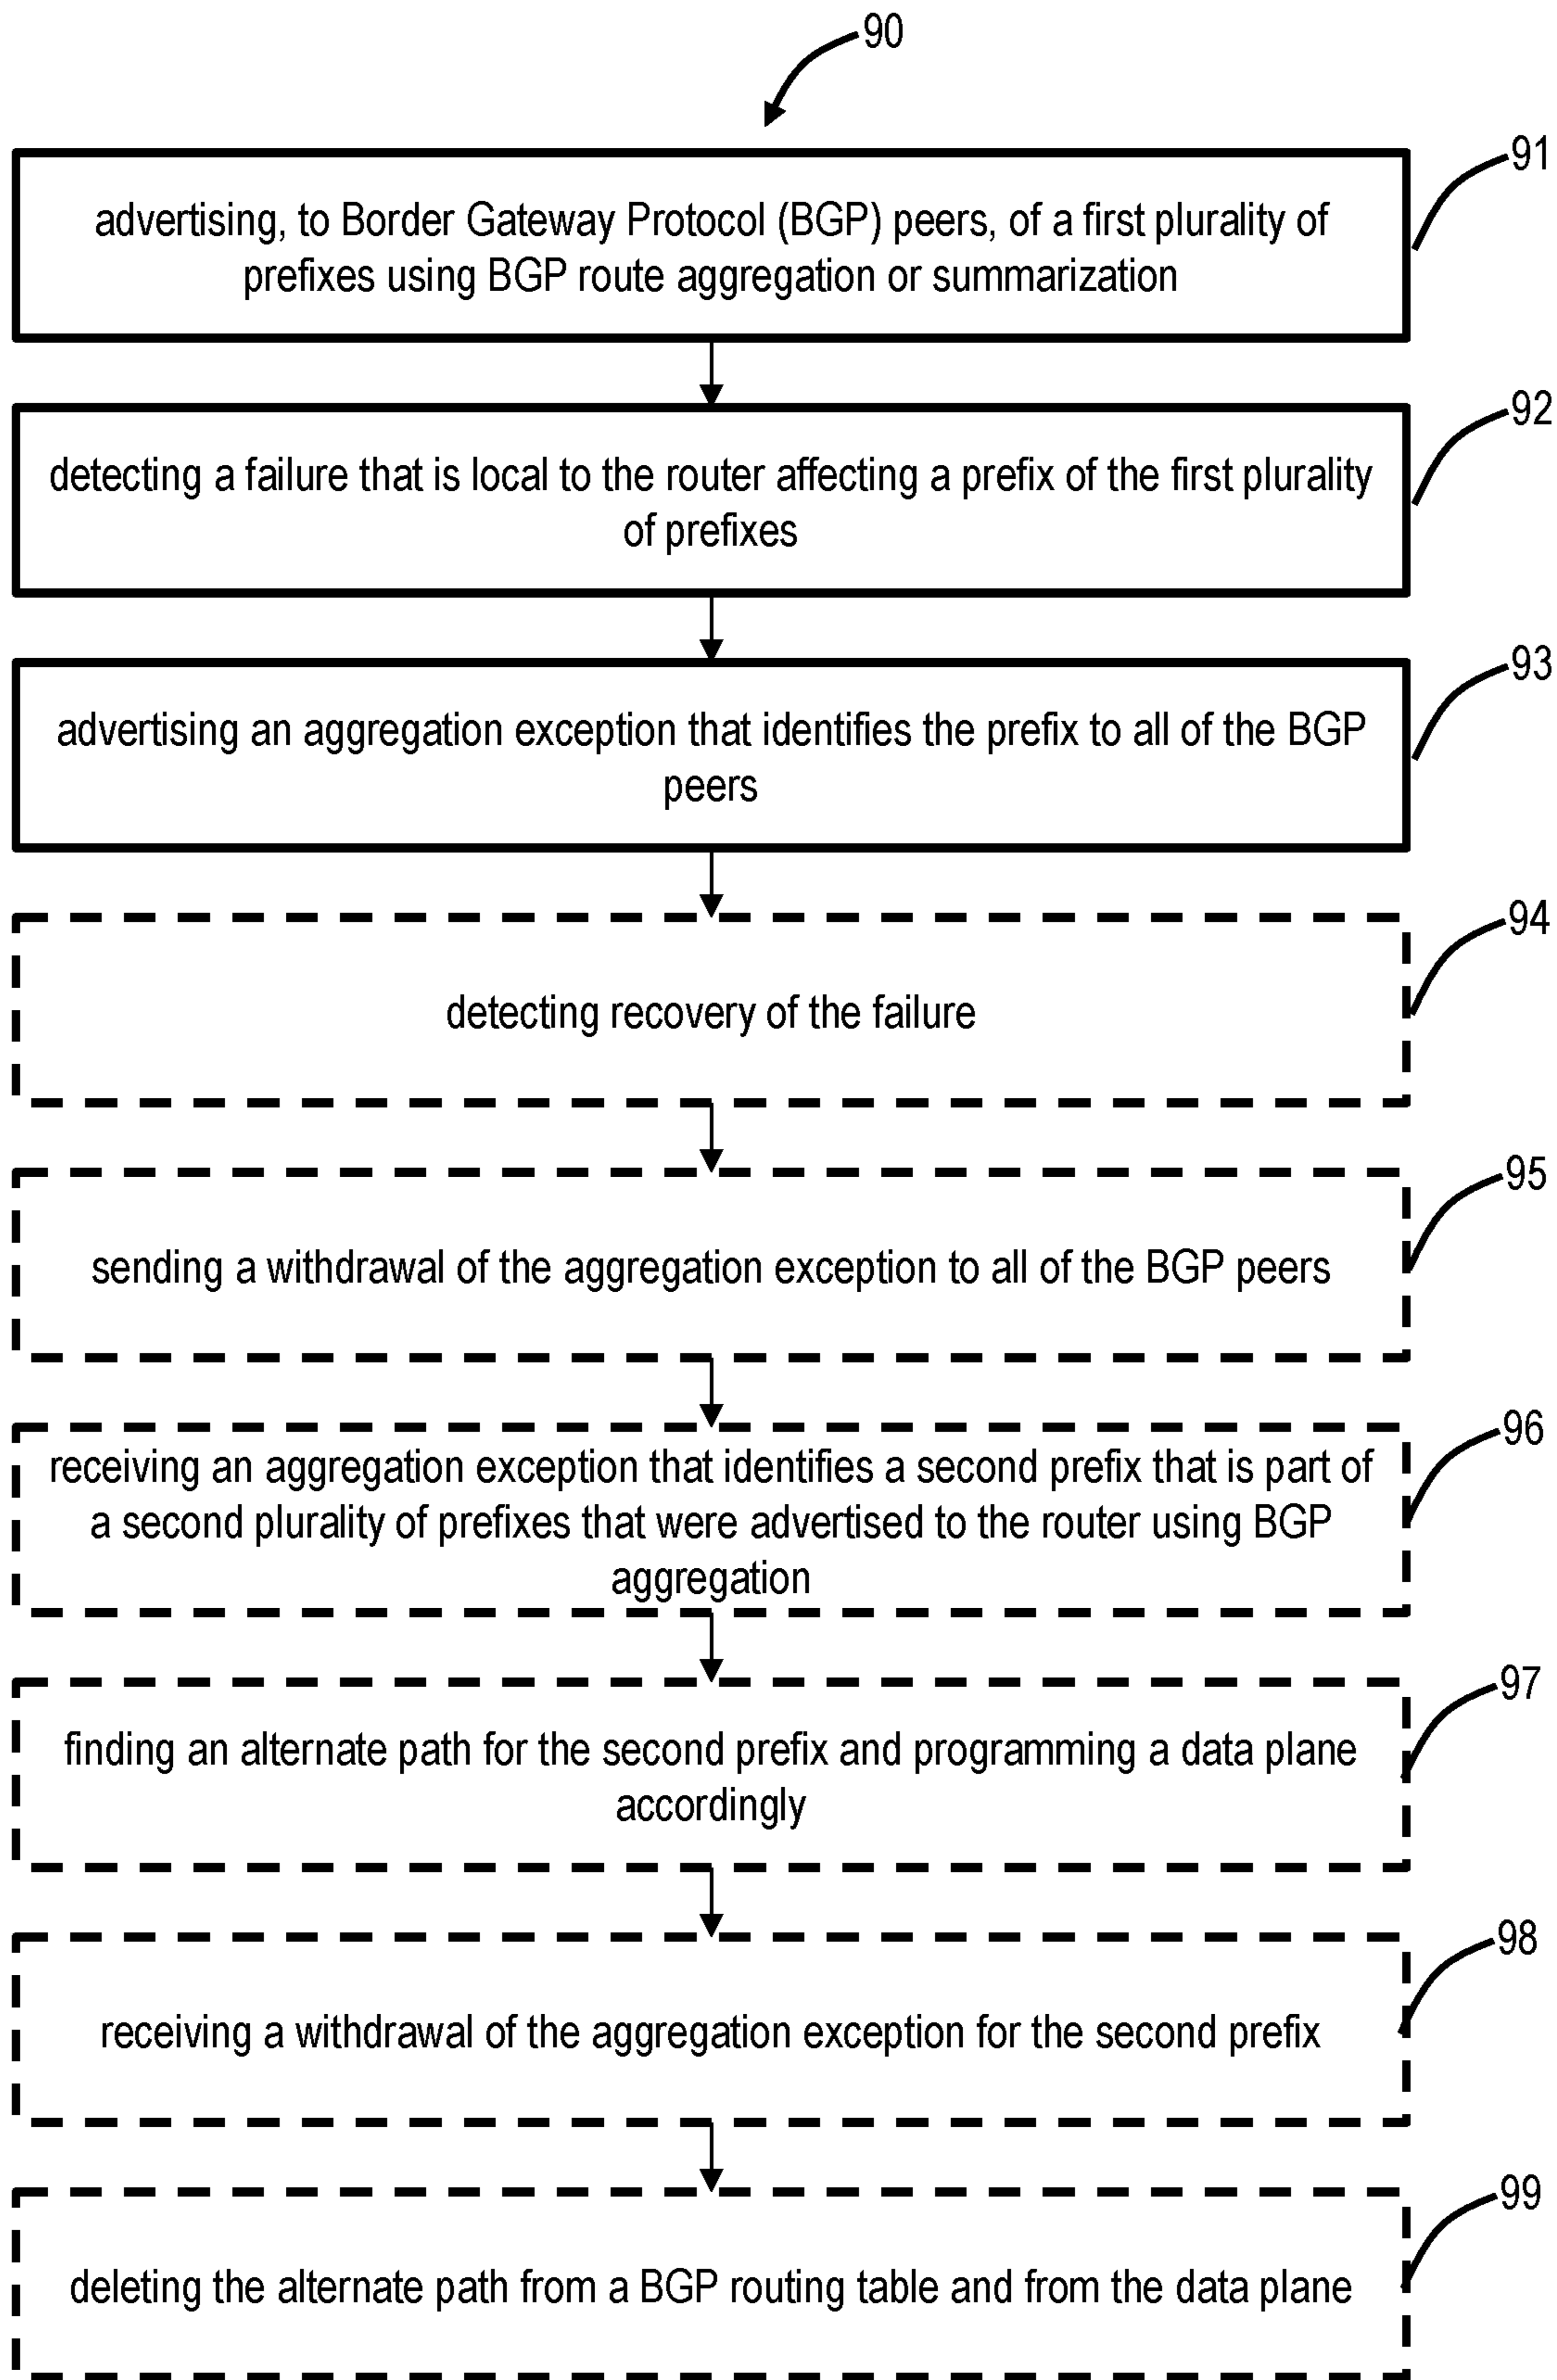 90
91
advertising, to Border Gateway Protocol (BGP) peers, of a first plurality of
prefixes using BGP route aggregation or summarization
92
detecting a failure that is local to the router affecting a prefix of the first plurality
of prefixes
93
advertising an aggregation exception that identifies the prefix to all of the BGP
peers
94
detecting recovery of the failure
95
sending a withdrawal of the aggregation exception to all of the BGP peers
96
receiving an aggregation exception that identifies a second prefix that is part of
a second plurality of prefixes that were advertised to the router using BGP
aggregation
97
finding an alternate path for the second prefix and programming a data plane
accordingly
98
receiving a withdrawal of the aggregation exception for the second prefix
99
deleting the alternate path from a BGP routing table and from the data plane